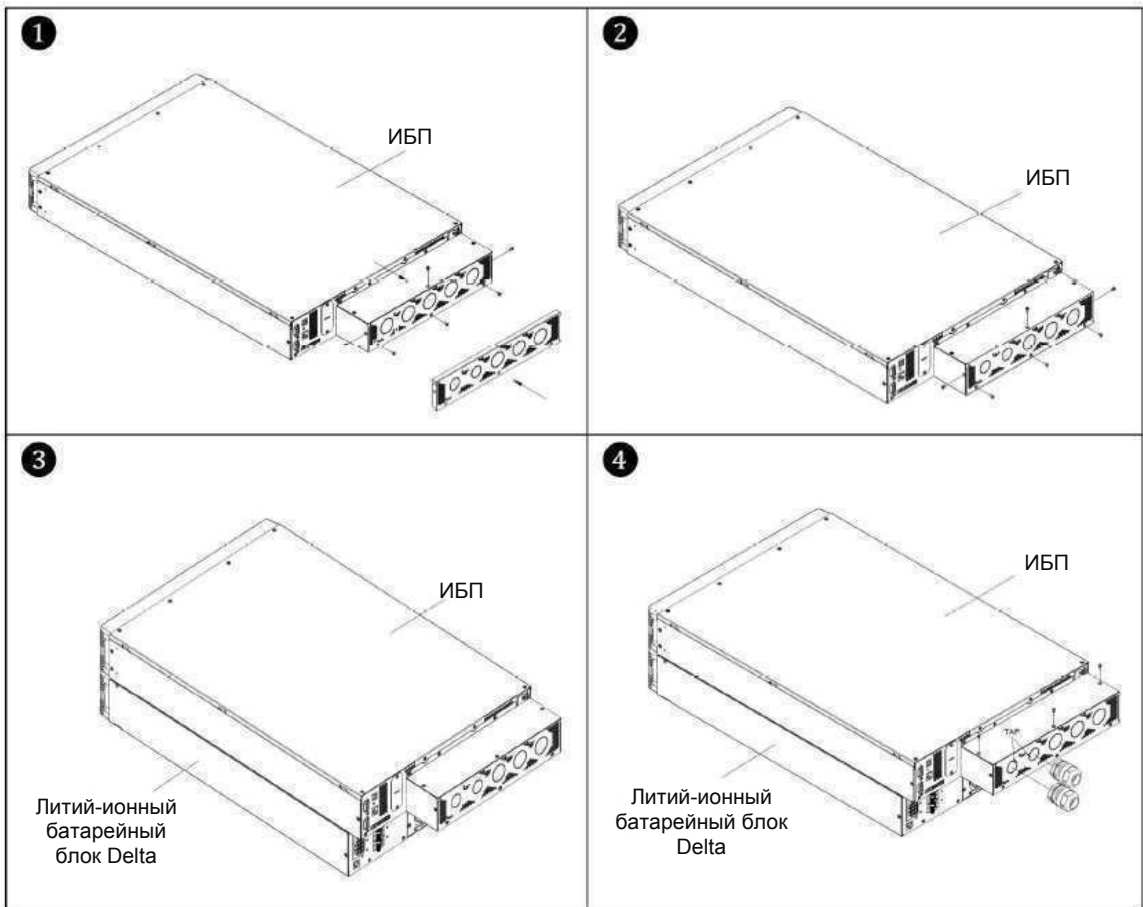 1
ИБП
2
ИБП
3
ИБП
Литий-ионный
батарейный
блок Delta
4
ИБП
TAP
Литий-ионный
батарейный блок
Delta